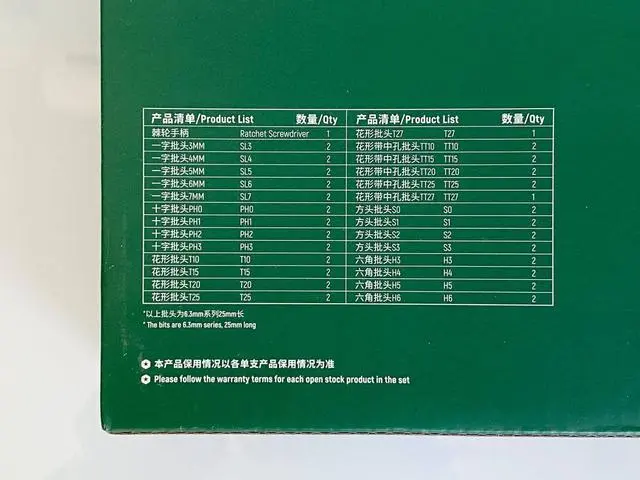 产品清单/Product List 数量/Qty
棘轮手柄 Ratchet Screwdriver 1
一字批头3MM SL3 2
一字批头4MM SL4 2
一字批头5MM SL5 2
一字批头6MM SL6 2
一字批头7MM SL7 2
十字批头PH0 PH0 2
十字批头PH1 PH1 2
十字批头PH2 PH2 2
十字批头PH3 PH3 2
花形批头T10 T10 2
花形批头T15 T15 2
花形批头T20 T20 2
花形批头T25 T25 2
产品清单/Product List 数量/Qty
花形批头T27 T27 1
花形带中孔批头TT10 TT10 2
花形带中孔批头TT15 TT15 2
花形带中孔批头TT20 TT20 2
花形带中孔批头TT25 TT25 2
花形带中孔批头TT27 TT27 1
方头批头S0 S0 2
方头批头S1 S1 2
方头批头S2 S2 2
方头批头S3 S3 2
六角批头H3 H3 2
六角批头H4 H4 2
六角批头H5 H5 2
六角批头H6 H6 2
*以上批头为6.3mm系列25mm长
* The bits are 6.3mm series, 25mm long
本产品保用情况以各单支产品保用情况为准
Please follow the warranty terms for each open stock product in the set